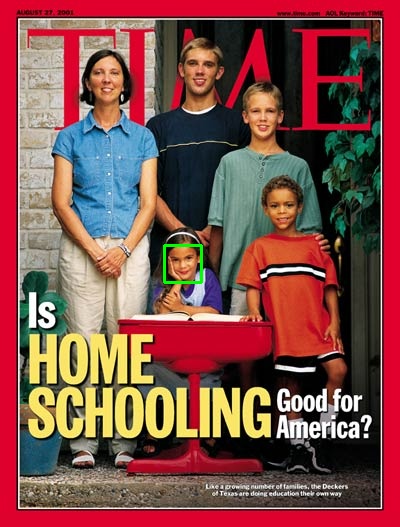 AUGUST 27, 2001
www.time.com AOL Keyword: TIME
TIME
Is
HOME
SCHOOLING
Good for
America?
Like a growing number of families, the Deckers
of Texas are doing education their own way